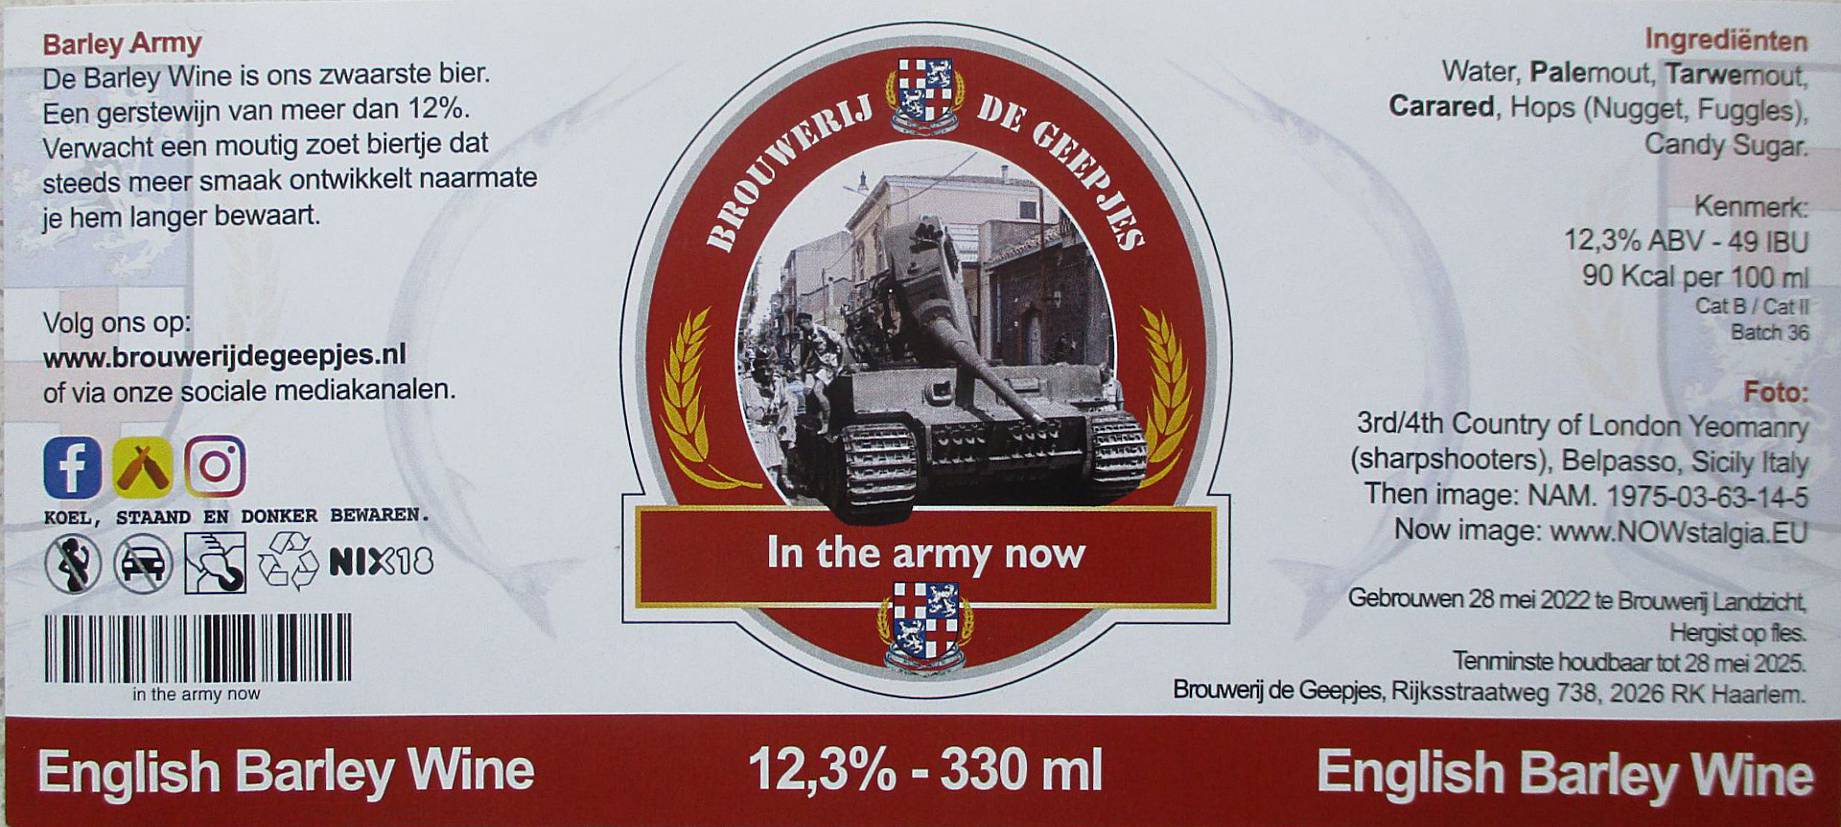 Barley Army
De Barley Wine is ons zwaarste bier.
Een gerstewijn van meer dan 12%.
Verwacht een moutig zoet biertje dat
steeds meer smaak ontwikkelt naarmate
je hem langer bewaart.
Volg ons op:
www.brouwerijdegeepjes.nl
of via onze sociale mediakanalen.
KOEL, STAAND EN DONKER BEWAREN.
NIX18
in the army now
BROUWERIJ DE GEEPJES
In the army now
Ingrediënten
Water, Palemout, Tarwemout,
Carared, Hops (Nugget, Fuggles),
Candy Sugar.
Kenmerk:
12,3% ABV - 49 IBU
90 Kcal per 100 ml
Cat B / Cat II
Batch 36
Foto:
3rd/4th Country of London Yeomanry
(sharpshooters), Belpasso, Sicily Italy
Then image: NAM. 1975-03-63-14-5
Now image: www.NOWstalgia.EU
Gebrouwen 28 mei 2022 te Brouwerij Landzicht,
Hergist op fles.
Tenminste houdbaar tot 28 mei 2025.
Brouwerij de Geepjes, Rijksstraatweg 738, 2026 RK Haarlem.
English Barley Wine
12,3% - 330 ml
English Barley Wine